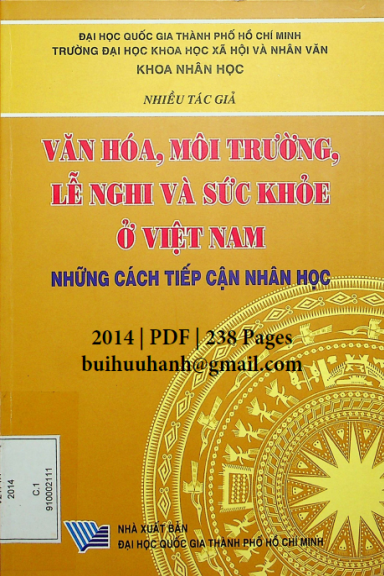 ĐẠI HỌC QUỐC GIA THÀNH PHỐ HỒ CHÍ MINH
TRƯỜNG ĐẠI HỌC KHOA HỌC XÃ HỘI VÀ NHÂN VĂN
KHOA NHÂN HỌC
NHIỀU TÁC GIẢ
VĂN HÓA, MÔI TRƯỜNG,
LỄ NGHI VÀ SỨC KHỎE
Ở VIỆT NAM
NHỮNG CÁCH TIẾP CẬN NHÂN HỌC
2014 | PDF | 238 Pages
buihuuhanh@gmail.com
2014
C.1
910002111
NHÀ XUẤT BẢN
ĐẠI HỌC QUỐC GIA THÀNH PHỐ HỒ CHÍ MINH